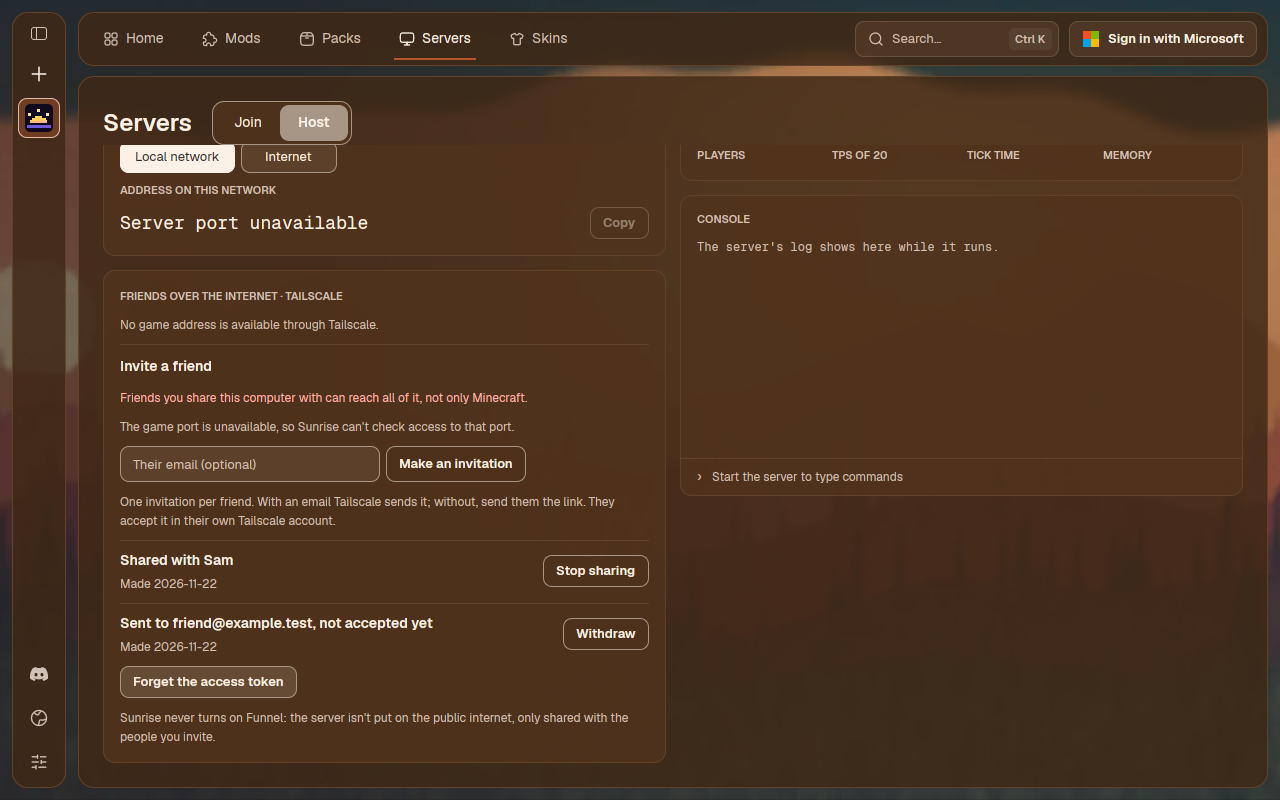 Home
Mods
Packs
Servers
Skins
Search...
Ctrl K
Sign in with Microsoft
Servers
Join
Host
Local network
Internet
ADDRESS ON THIS NETWORK
Server port unavailable
Copy
FRIENDS OVER THE INTERNET · TAILSCALE
No game address is available through Tailscale.
Invite a friend
Friends you share this computer with can reach all of it, not only Minecraft.
The game port is unavailable, so Sunrise can't check access to that port.
Their email (optional)
Make an invitation
One invitation per friend. With an email Tailscale sends it; without, send them the link. They
accept it in their own Tailscale account.
Shared with Sam
Made 2026-11-22
Stop sharing
Sent to friend@example.test, not accepted yet
Made 2026-11-22
Withdraw
Forget the access token
Sunrise never turns on Funnel: the server isn't put on the public internet, only shared with the
people you invite.
PLAYERS
TPS OF 20
TICK TIME
MEMORY
CONSOLE
The server's log shows here while it runs.
› Start the server to type commands